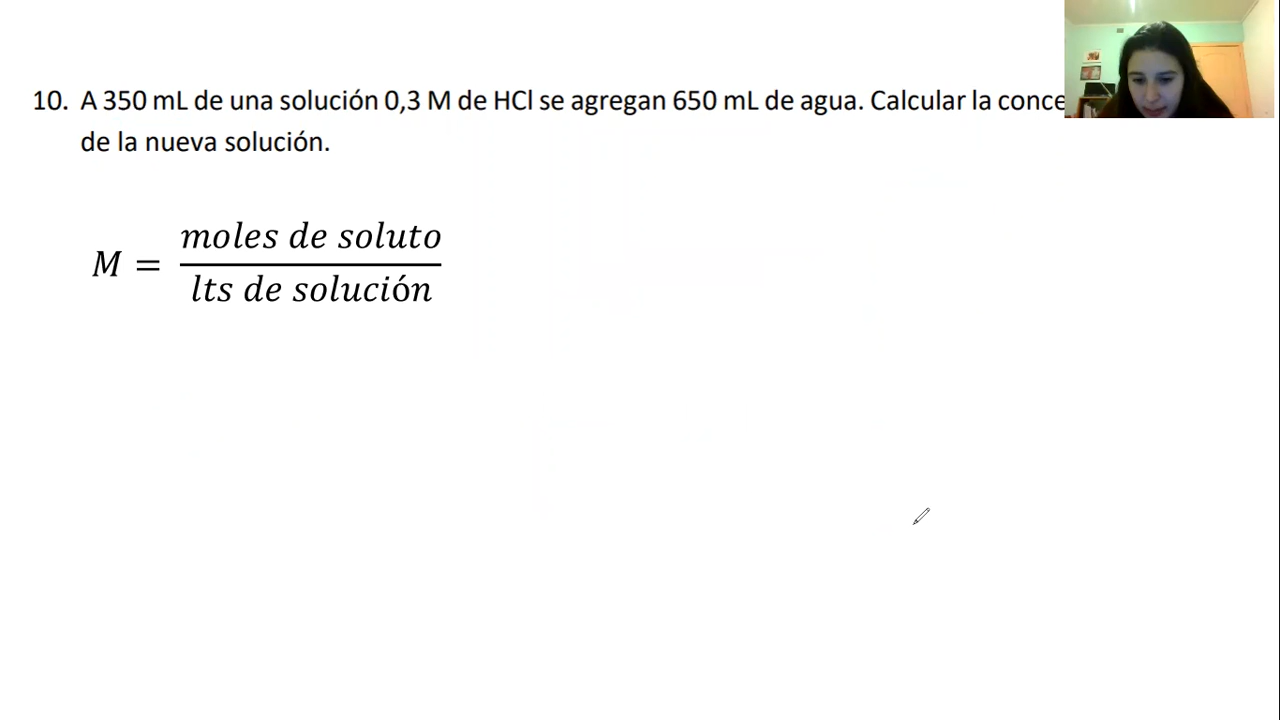 10. A 350 mL de una solución 0,3 M de HCl se agregan 650 mL de agua. Calcular la conce
de la nueva solución.
M = moles de soluto
lts de solución